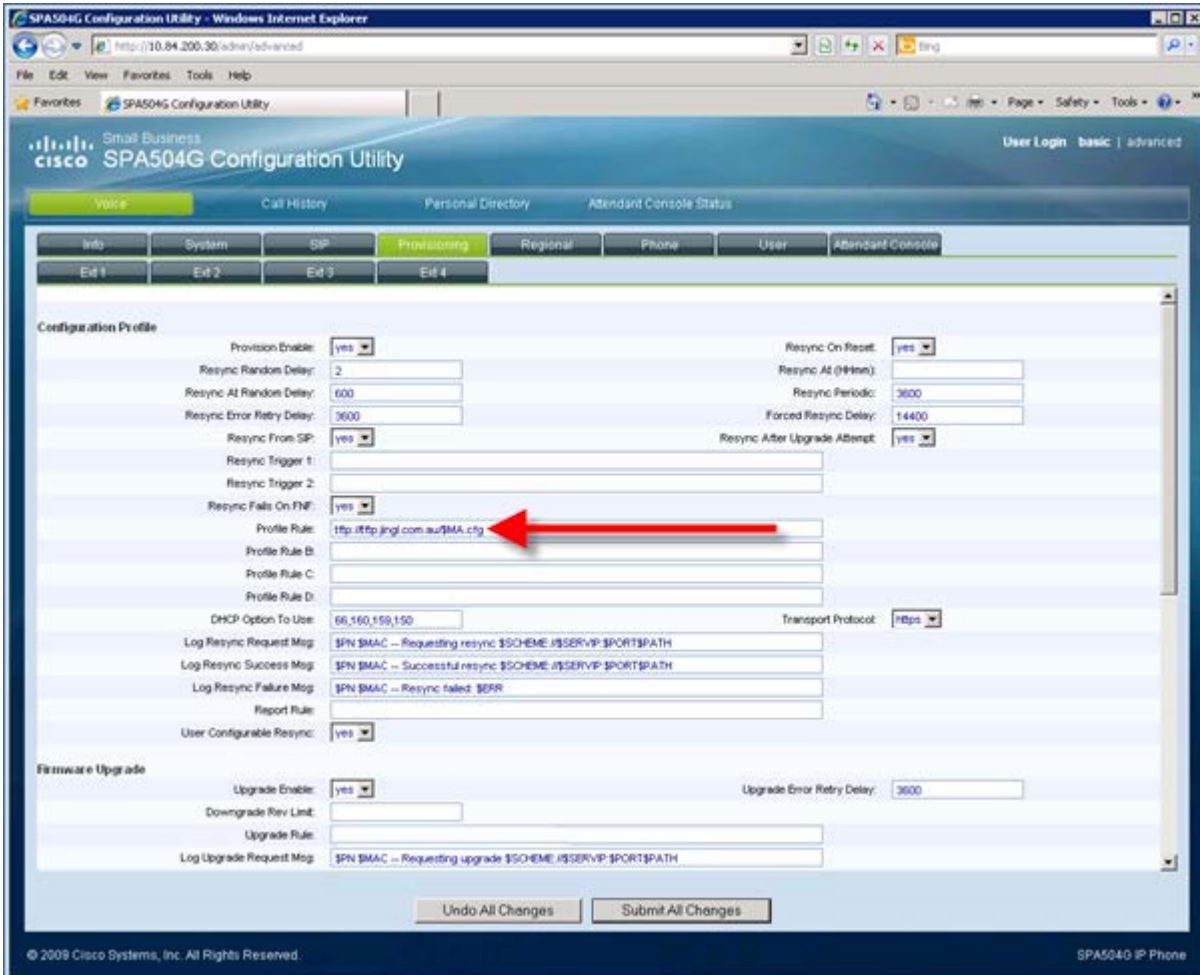 SPA504G Configuration Utility - Windows Internet Explorer
http://10.84.200.30/admin/advanced
Bing
File Edit View Favorites Tools Help
Favorites SPA504G Configuration Utility Page Safety Tools
Small Business
cisco SPA504G Configuration Utility
User Login basic | advanced
Voice Call History Personal Directory Attendant Console Status
Info System SIP Provisioning Regional Phone User Attendant Console
Ext 1 Ext 2 Ext 3 Ext 4
Configuration Profile
Provision Enable: yes Resync On Reset: yes
Resync Random Delay: 2 Resync At (HHmm):
Resync At Random Delay: 600 Resync Periodic: 3600
Resync Error Retry Delay: 3600 Forced Resync Delay: 14400
Resync From SIP: yes Resync After Upgrade Attempt: yes
Resync Trigger 1:
Resync Trigger 2:
Resync Fails On FNF: yes
Profile Rule: tftp://tftp.jingl.com.au/$MA.cfg
Profile Rule B:
Profile Rule C:
Profile Rule D:
DHCP Option To Use: 66,160,159,150 Transport Protocol: https
Log Resync Request Msg: $PN $MAC -- Requesting resync $SCHEME://$SERVIP:$PORT$PATH
Log Resync Success Msg: $PN $MAC -- Successful resync $SCHEME://$SERVIP:$PORT$PATH
Log Resync Failure Msg: $PN $MAC -- Resync failed: $ERR
Report Rule:
User Configurable Resync: yes
Firmware Upgrade
Upgrade Enable: yes Upgrade Error Retry Delay: 3600
Downgrade Rev Limit:
Upgrade Rule:
Log Upgrade Request Msg: $PN $MAC -- Requesting upgrade $SCHEME://$SERVIP:$PORT$PATH
Undo All Changes Submit All Changes
© 2009 Cisco Systems, Inc. All Rights Reserved. SPA504G IP Phone